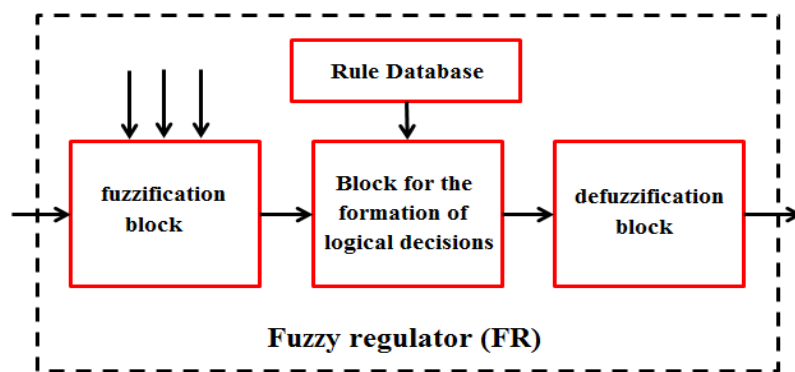 Rule Database
fuzzification
block
Block for the
formation of
logical decisions
defuzzification
block
Fuzzy regulator (FR)